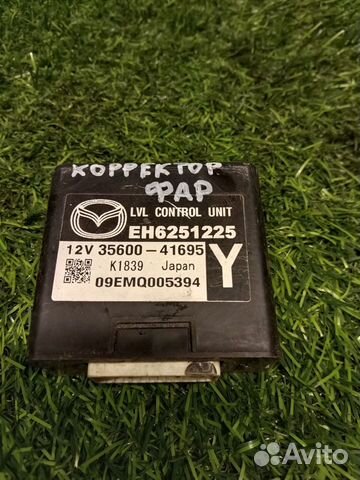 КОРРЕКТОР
ФАР
LVL CONTROL UNIT
EH6251225
12V 35600-41695
K1839 Japan
Y
09EMQ005394
Avito